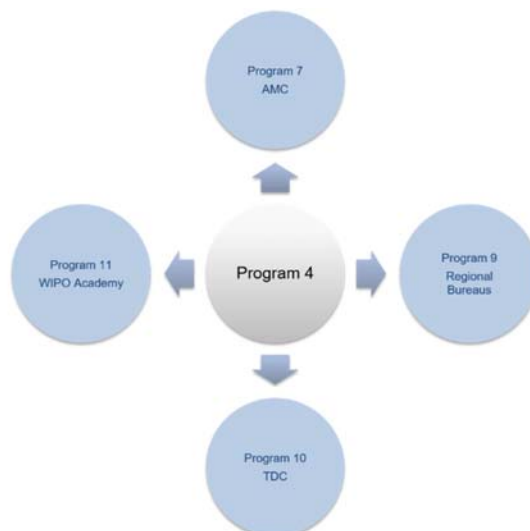 Program 7
AMC
Program 11
WIPO Academy
Program 4
Program 9
Regional
Bureaus
Program 10
TDC